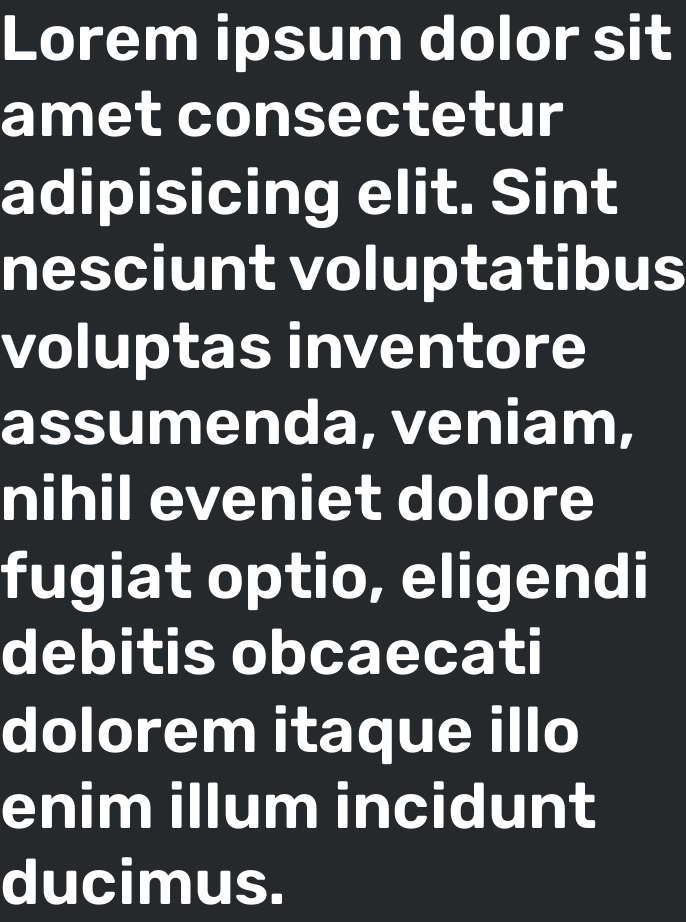 Lorem ipsum dolor sit
amet consectetur
adipisicing elit. Sint
nesciunt voluptatibus
voluptas inventore
assumenda, veniam,
nihil eveniet dolore
fugiat optio, eligendi
debitis obcaecati
dolorem itaque illo
enim illum incidunt
ducimus.